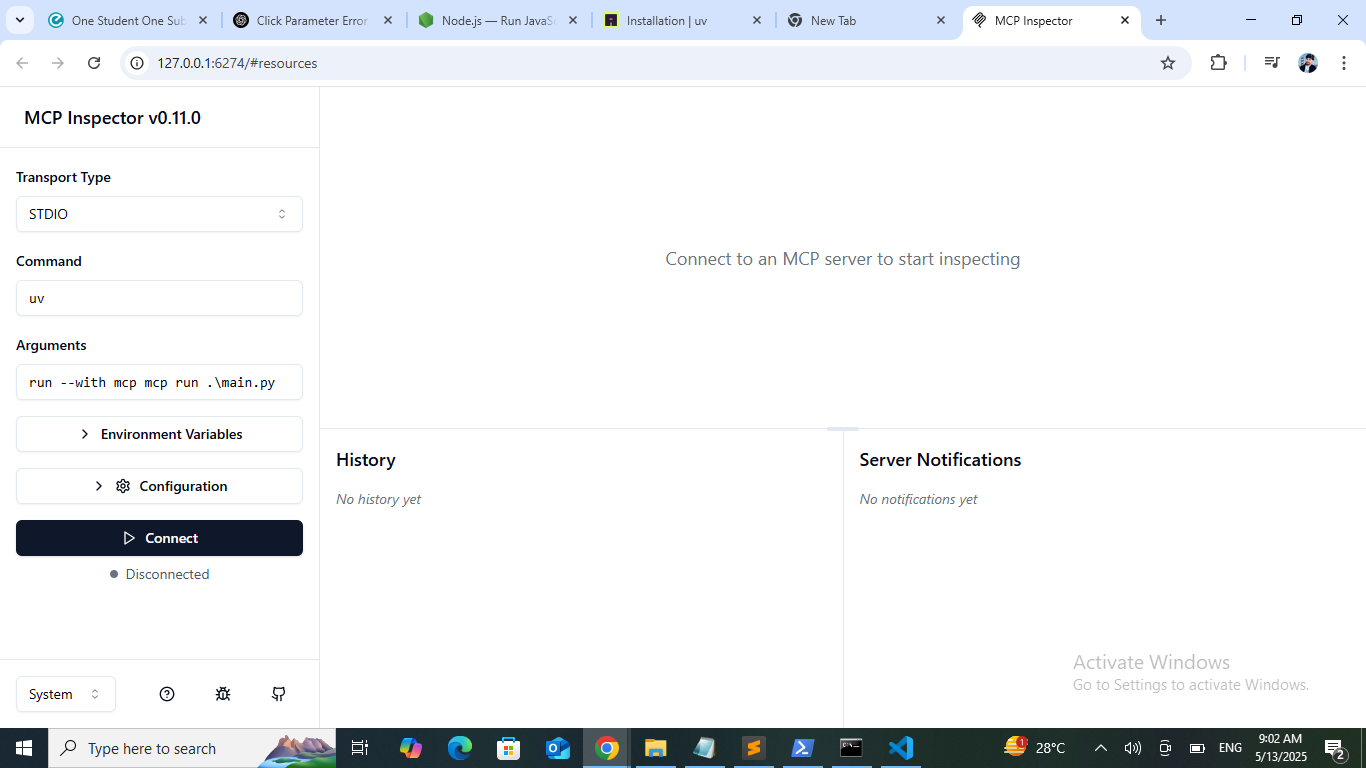 One Student One Sub
Click Parameter Error
Node.js — Run JavaS
Installation | uv
New Tab
MCP Inspector
127.0.0.1:6274/#resources
MCP Inspector v0.11.0
Transport Type
STDIO
Command
uv
Arguments
run --with mcp mcp run .\main.py
Environment Variables
Configuration
Connect
Disconnected
System
Connect to an MCP server to start inspecting
History
No history yet
Server Notifications
No notifications yet
Activate Windows
Go to Settings to activate Windows.
Type here to search
28°C
ENG
9:02 AM
5/13/2025
2